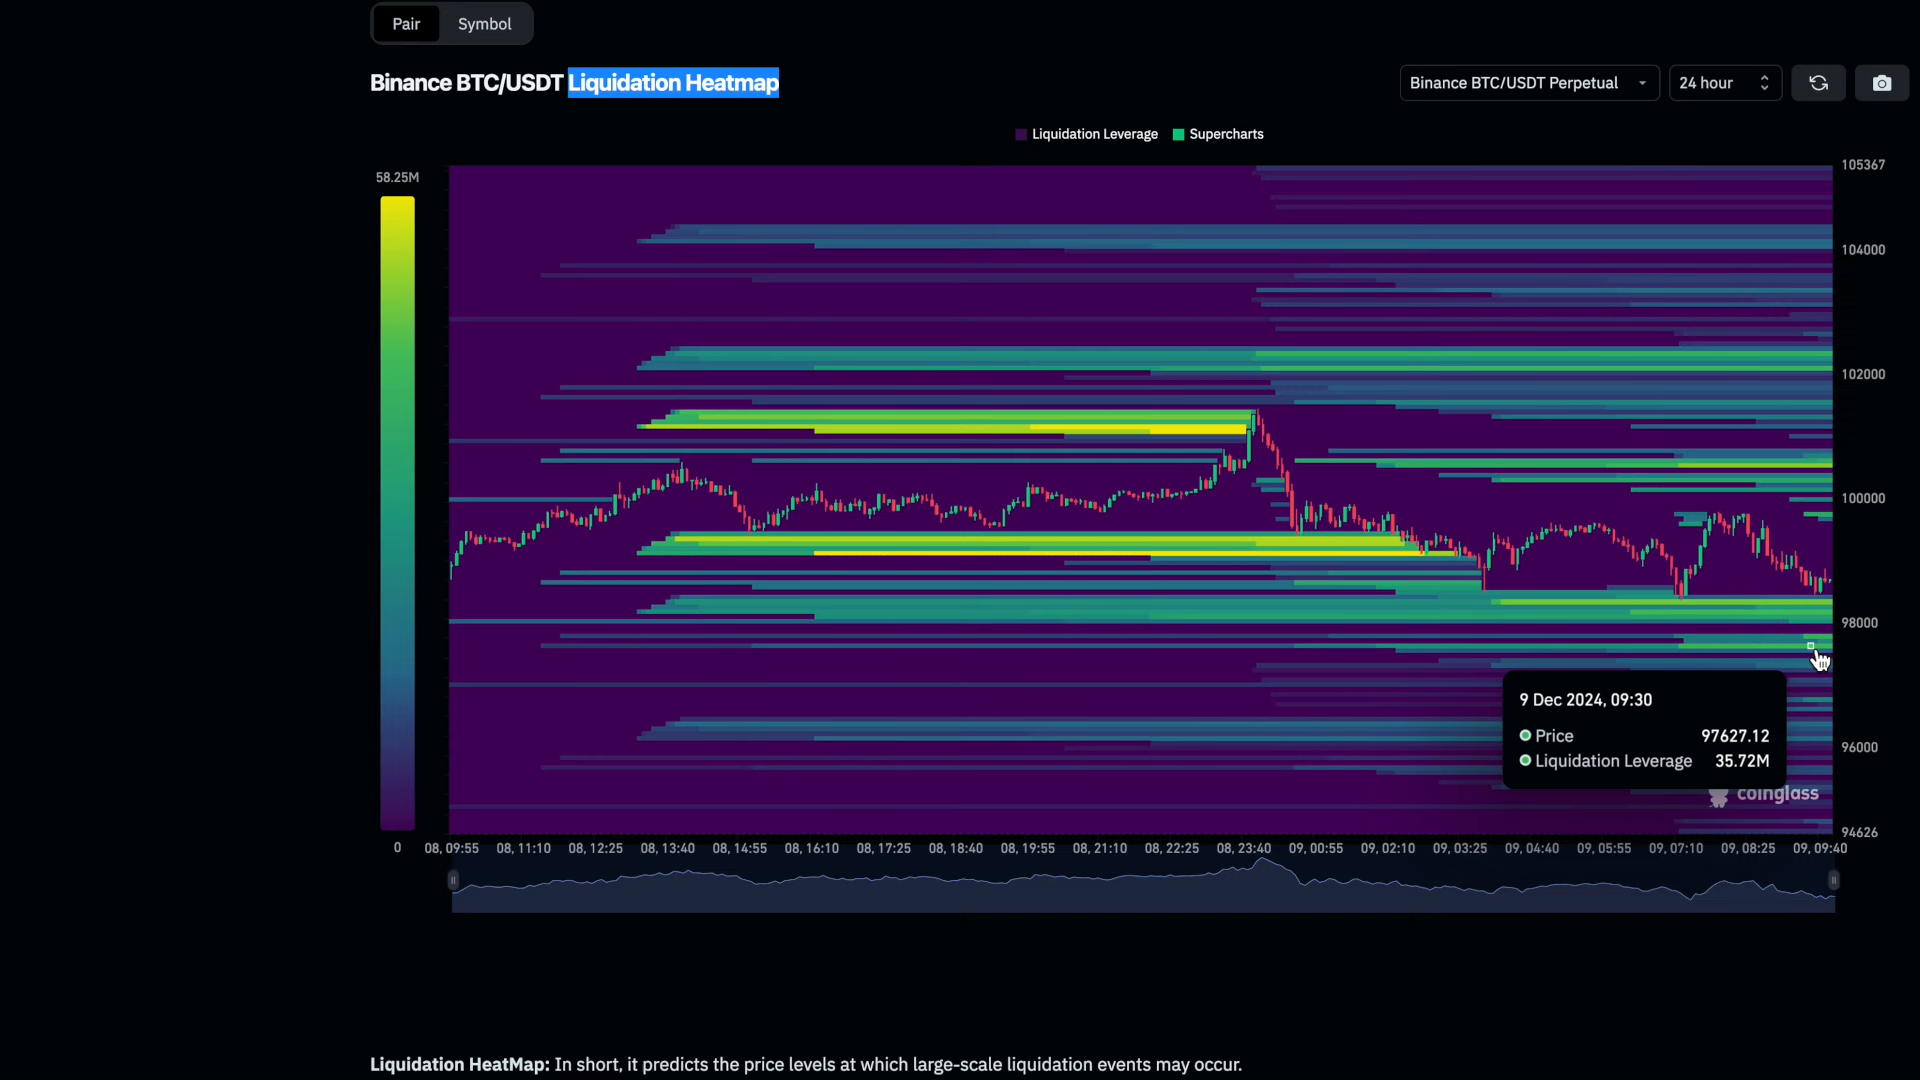 Pair Symbol
Binance BTC/USDT Liquidation Heatmap
Binance BTC/USDT Perpetual 24 hour
Liquidation Leverage Supercharts
58.25M
0
105367
104000
102000
100000
98000
96000
94626
9 Dec 2024, 09:30
Price 97627.12
Liquidation Leverage 35.72M
coinglass
08, 09:55 08, 11:10 08, 12:25 08, 13:40 08, 14:55 08, 16:10 08, 17:25 08, 18:40 08, 19:55 08, 21:10 08, 22:25 08, 23:40 09, 00:55 09, 02:10 09, 03:25 09, 04:40 09, 05:55 09, 07:10 09, 08:25 09, 09:40
Liquidation HeatMap: In short, it predicts the price levels at which large-scale liquidation events may occur.